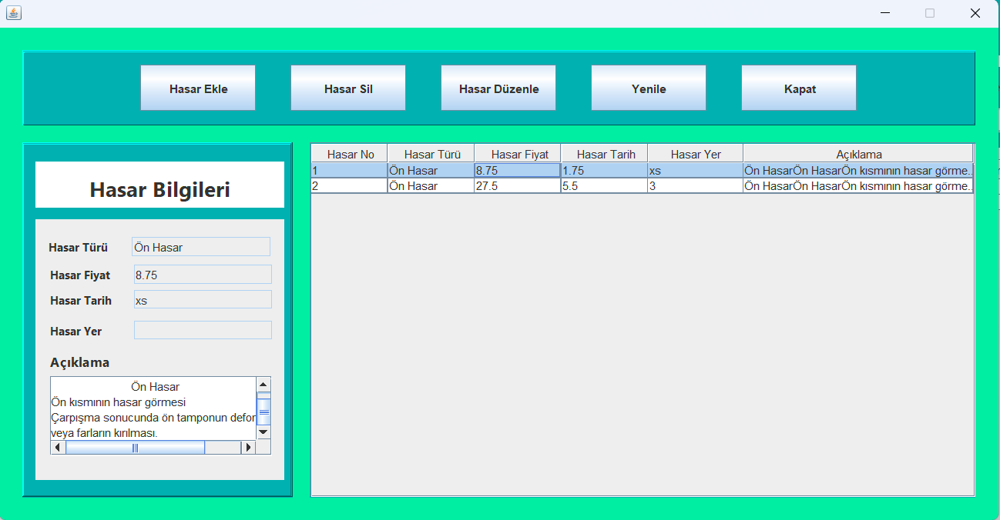 Hasar Ekle Hasar Sil Hasar Düzenle Yenile Kapat
Hasar Bilgileri
Hasar Türü Ön Hasar
Hasar Fiyat 8.75
Hasar Tarih xs
Hasar Yer
Açıklama
Ön Hasar
Ön kısmının hasar görmesi
Çarpışma sonucunda ön tamponun defor
veya farların kırılması.
Hasar No Hasar Türü Hasar Fiyat Hasar Tarih Hasar Yer Açıklama
1 Ön Hasar 8.75 1.75 xs Ön HasarÖn HasarÖn kısmının hasar görme...
2 Ön Hasar 27.5 5.5 3 Ön HasarÖn HasarÖn kısmının hasar görme...